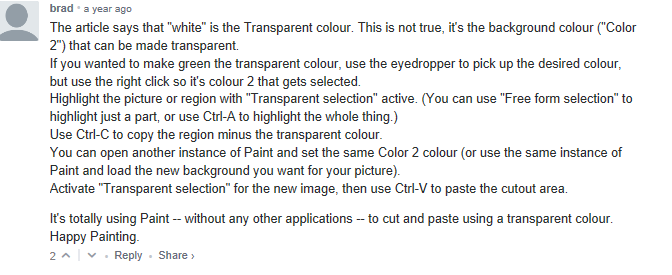 brad • a year ago
The article says that "white" is the Transparent colour. This is not true, it's the background colour ("Color
2") that can be made transparent.
If you wanted to make green the transparent colour, use the eyedropper to pick up the desired colour,
but use the right click so it's colour 2 that gets selected.
Highlight the picture or region with "Transparent selection" active. (You can use "Free form selection" to
highlight just a part, or use Ctrl-A to highlight the whole thing.)
Use Ctrl-C to copy the region minus the transparent colour.
You can open another instance of Paint and set the same Color 2 colour (or use the same instance of
Paint and load the new background you want for your picture).
Activate "Transparent selection" for the new image, then use Ctrl-V to paste the cutout area.
It's totally using Paint -- without any other applications -- to cut and paste using a transparent colour.
Happy Painting.
2 • Reply • Share ›